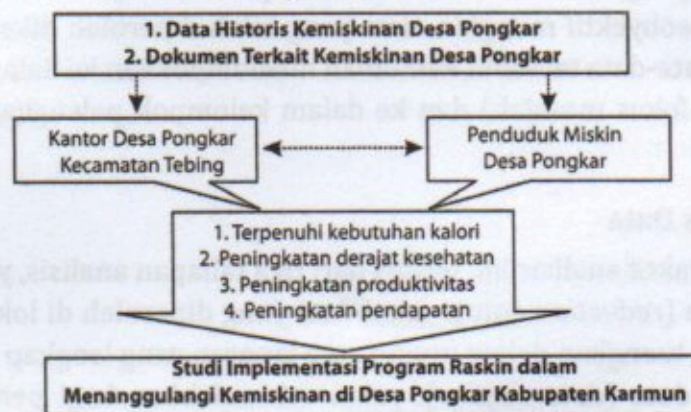 1. Data Historis Kemiskinan Desa Pongkar
2. Dokumen Terkait Kemiskinan Desa Pongkar
Kantor Desa Pongkar
Kecamatan Tebing
Penduduk Miskin
Desa Pongkar
1. Terpenuhi kebutuhan kalori
2. Peningkatan derajat kesehatan
3. Peningkatan produktivitas
4. Peningkatan pendapatan
Studi Implementasi Program Raskin dalam
Menanggulangi Kemiskinan di Desa Pongkar Kabupaten Karimun